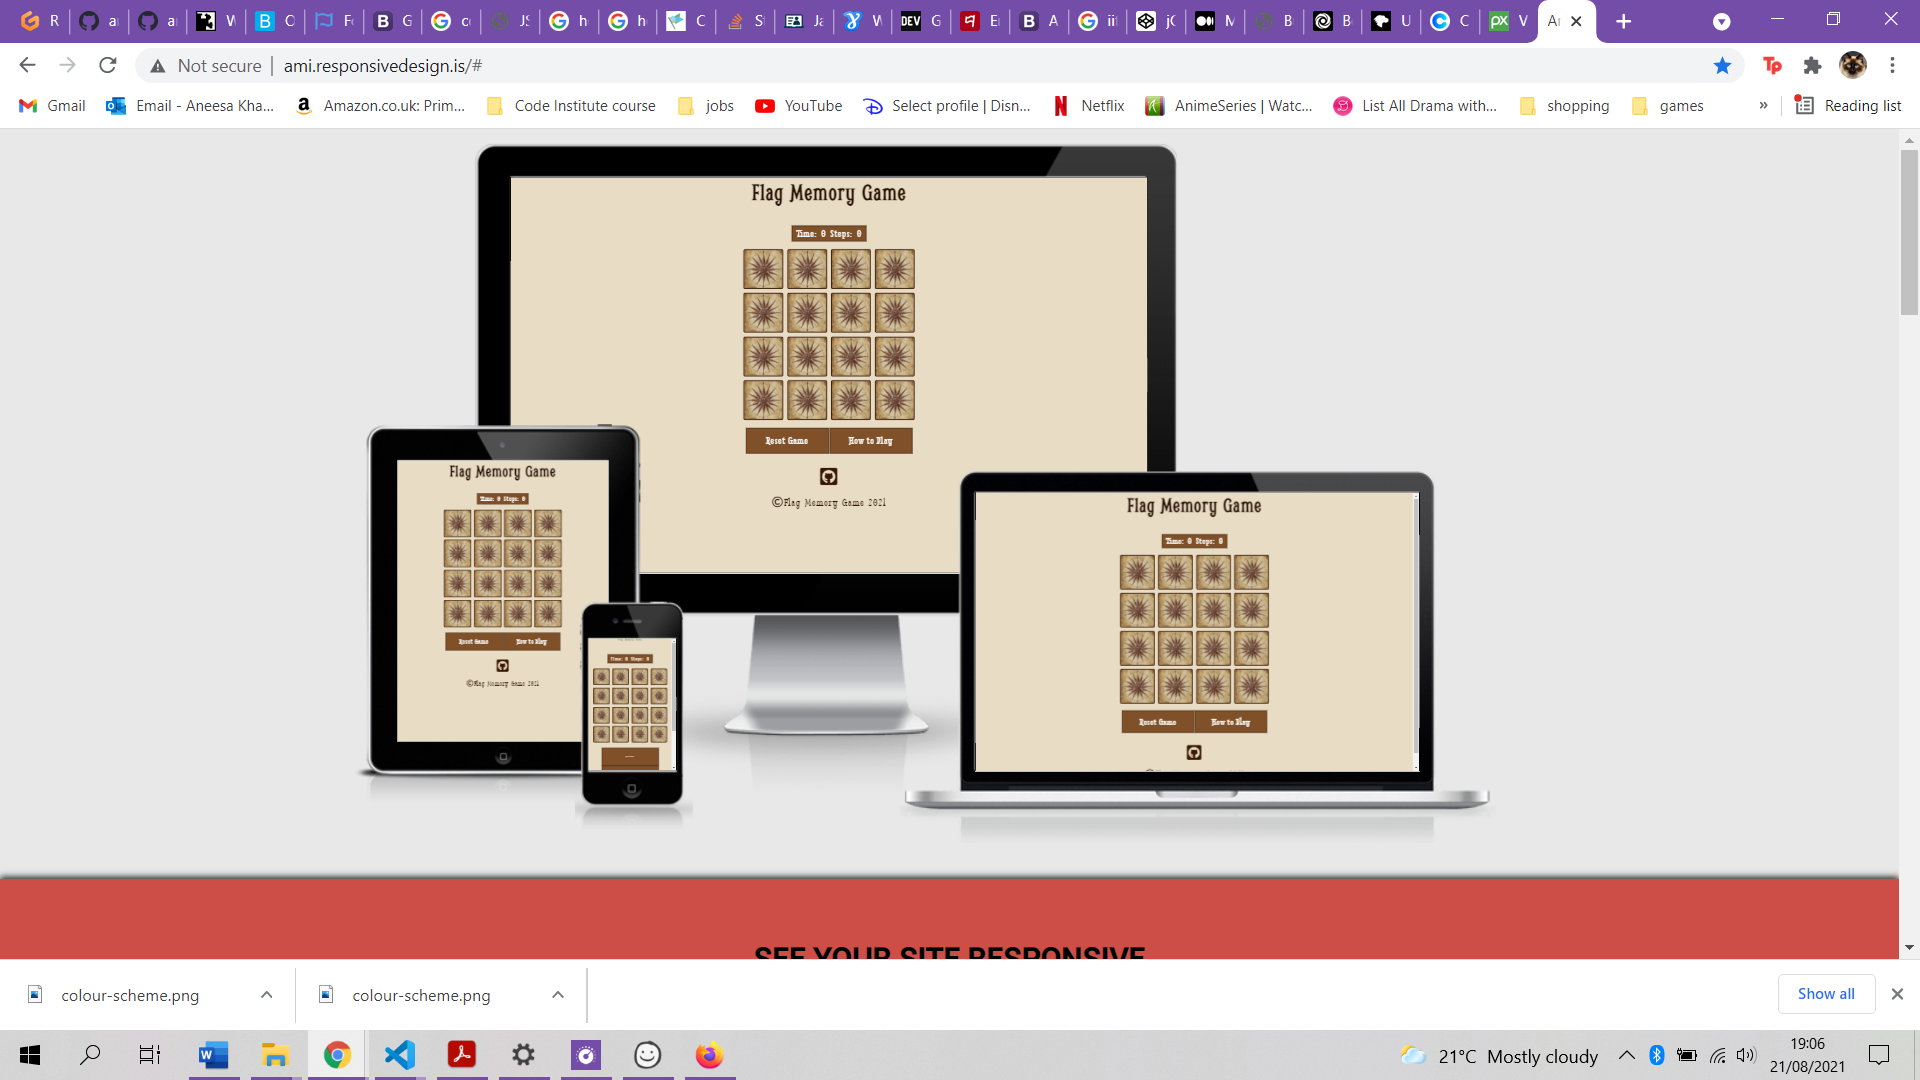 Not secure
ami.responsivedesign.is/#
Gmail
Email - Aneesa Kha...
Amazon.co.uk: Prim...
Code Institute course
jobs
YouTube
Select profile | Disn...
Netflix
AnimeSeries | Watc...
List All Drama with...
shopping
games
»
Reading list
Flag Memory Game
Time: 0 Steps: 0
Reset Game
How to Play
©Flag Memory Game 2021
Flag Memory Game
Time: 0 Steps: 0
Reset Game
How to Play
©Flag Memory Game 2021
Time: 0 Steps: 0
Flag Memory Game
Time: 0 Steps: 0
Reset Game
How to Play
SEE YOUR SITE RESPONSIVE
colour-scheme.png
colour-scheme.png
Show all
21°C Mostly cloudy
19:06
21/08/2021